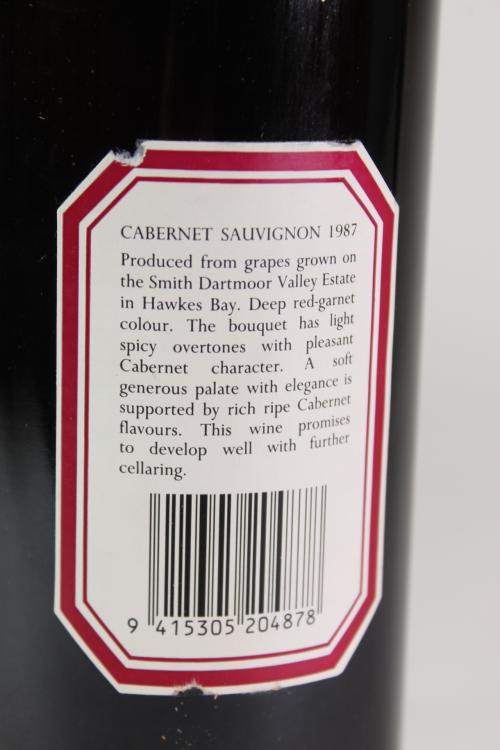 CABERNET SAUVIGNON 1987
Produced from grapes grown on
the Smith Dartmoor Valley Estate
in Hawkes Bay. Deep red-garnet
colour. The bouquet has light
spicy overtones with pleasant
Cabernet character. A soft
generous palate with elegance is
supported by rich ripe Cabernet
flavours. This wine promises
to develop well with further
cellaring.
9 415305 204878